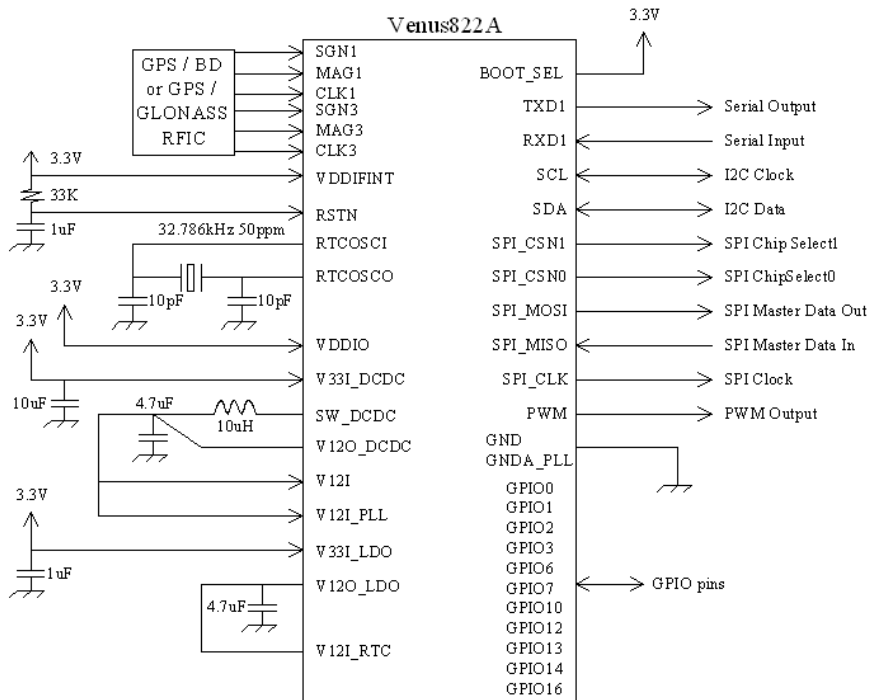 Venus822A
3.3V
GPS / BD
or GPS /
GLONASS
RFIC
SGN1
MAG1
CLK1
SGN3
MAG3
CLK3
3.3V
VDDIFINT
33K
RSTN
1uF
32.786kHz 50ppm
RTCOSCI
RTCOSCO
10pF
10pF
3.3V
3.3V
VDDIO
V33I_DCDC
10uF
4.7uF
SW_DCDC
10uH
V12O_DCDC
V12I
3.3V
V12I_PLL
V33I_LDO
1uF
V12O_LDO
4.7uF
V12I_RTC
BOOT_SEL
TXD1
Serial Output
RXD1
Serial Input
SCL
I2C Clock
SDA
I2C Data
SPI_CSN1
SPI Chip Select1
SPI_CSN0
SPI ChipSelect0
SPI_MOSI
SPI Master Data Out
SPI_MISO
SPI Master Data In
SPI_CLK
SPI Clock
PWM
PWM Output
GND
GNDA_PLL
GPIO0
GPIO1
GPIO2
GPIO3
GPIO6
GPIO7
GPIO pins
GPIO10
GPIO12
GPIO13
GPIO14
GPIO16